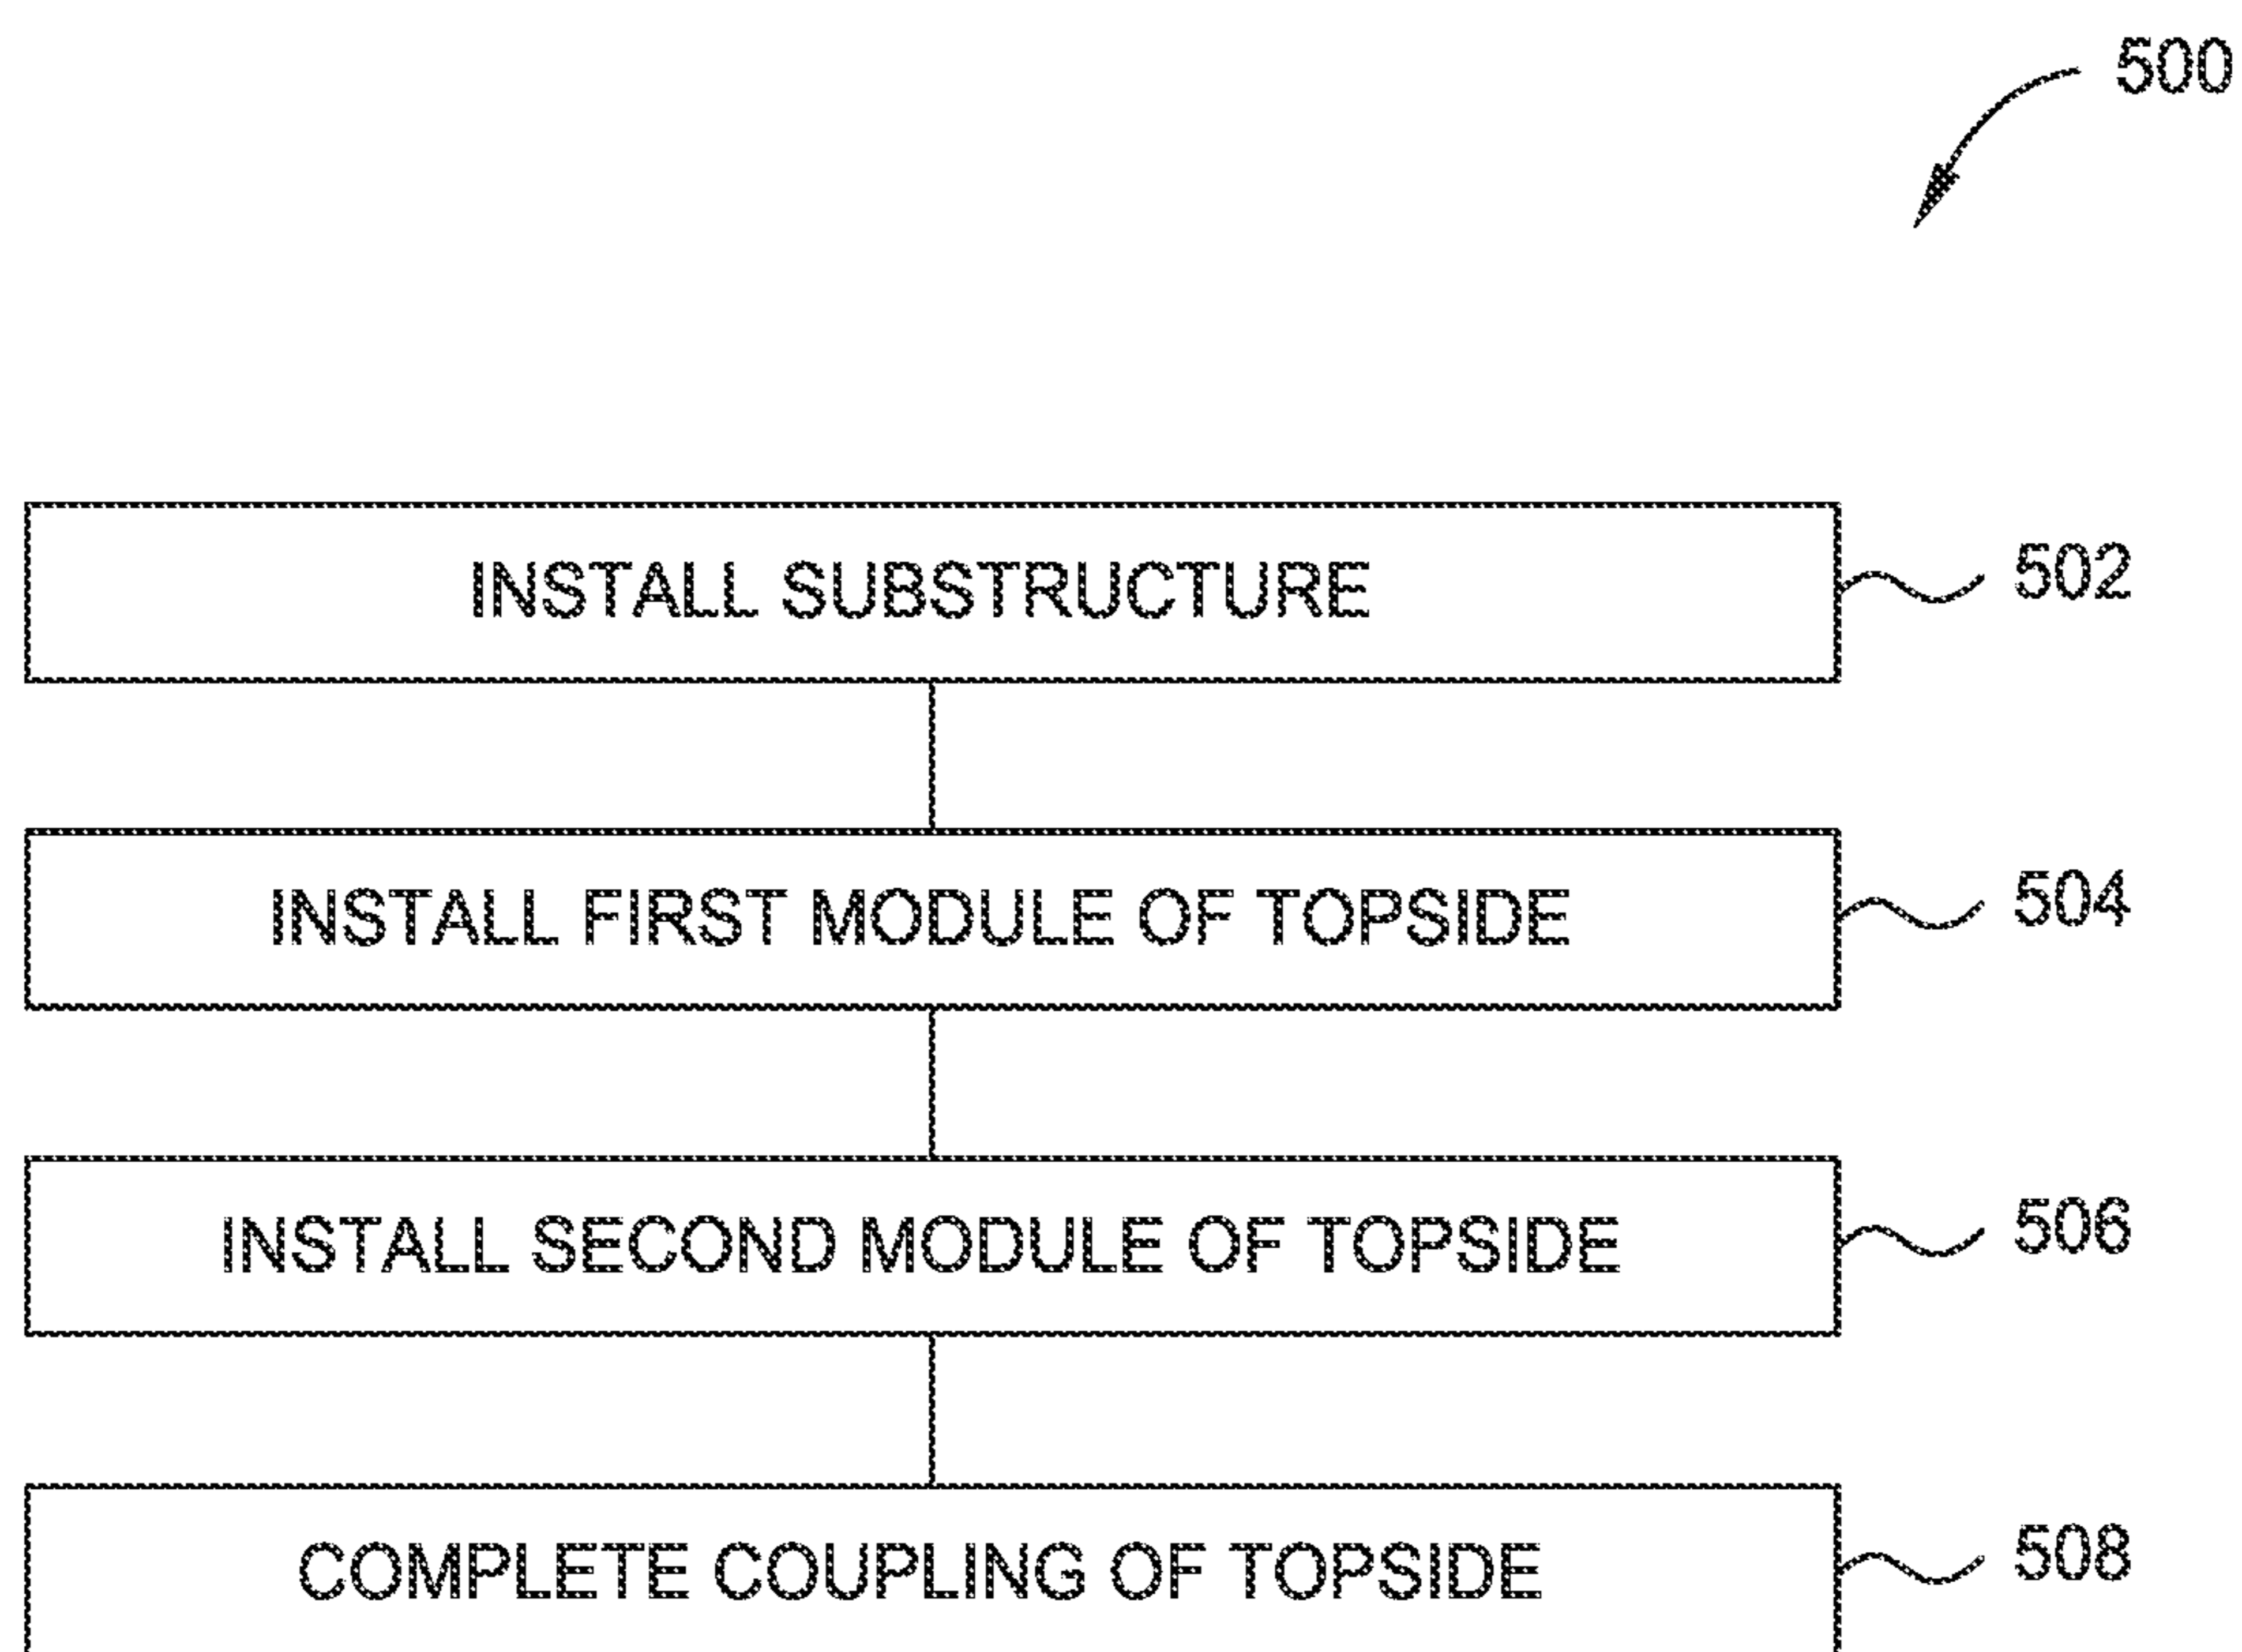 500
INSTALL SUBSTRUCTURE 502
INSTALL FIRST MODULE OF TOPSIDE 504
INSTALL SECOND MODULE OF TOPSIDE 506
COMPLETE COUPLING OF TOPSIDE 508